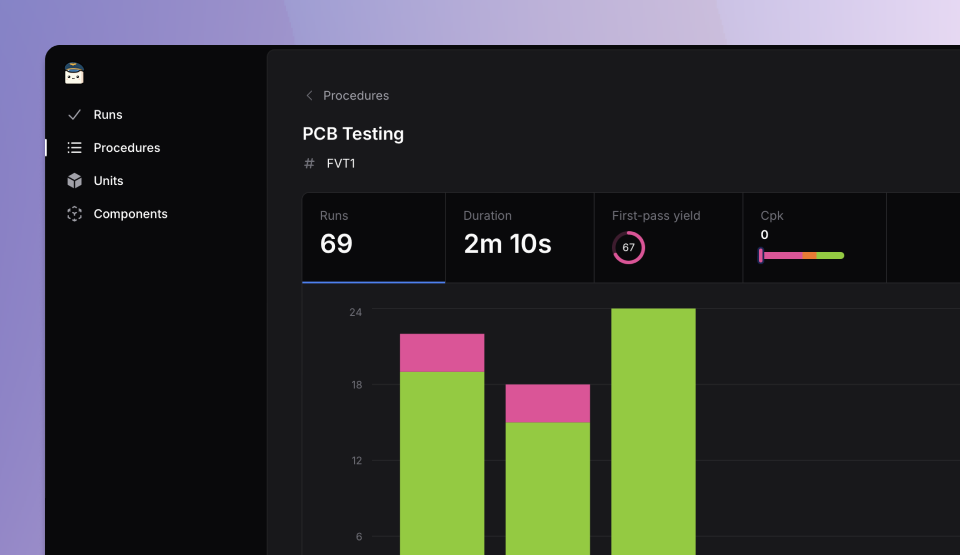 Runs
Procedures
Units
Components
Procedures
PCB Testing
# FVT1
Runs
69
Duration
2m 10s
First-pass yield
67
Cpk
0
24
18
12
6